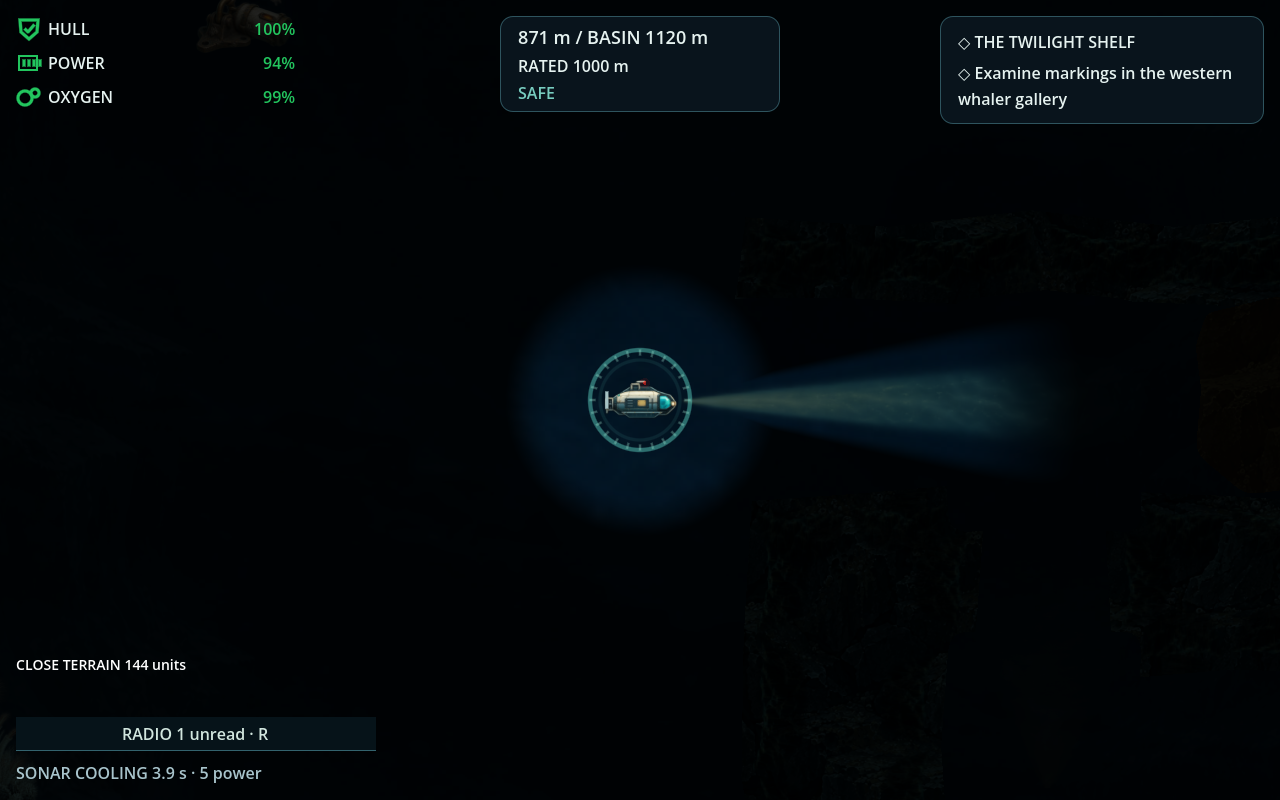 HULL 100%
POWER 94%
OXYGEN 99%
871 m / BASIN 1120 m
RATED 1000 m
SAFE
◇ THE TWILIGHT SHELF
◇ Examine markings in the western
whaler gallery
CLOSE TERRAIN 144 units
RADIO 1 unread · R
SONAR COOLING 3.9 s · 5 power